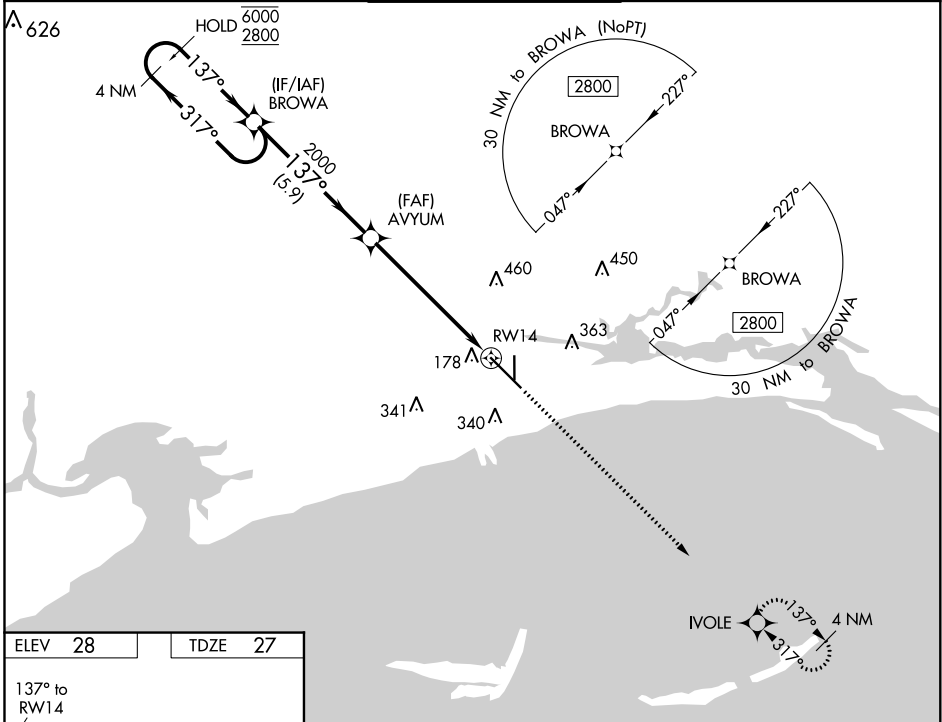 626
HOLD 6000
2800
4 NM
137°
317°
(IF/IAF)
BROWA
2000
137°
(5.9)
(FAF)
AVYUM
30 NM to BROWA (NoPT)
2800
227°
BROWA
047°
227°
BROWA
047°
2800
30 NM to BROWA
460
450
363
RW14
178
341
340
IVOLE
137°
4 NM
317°
ELEV 28
TDZE 27
137° to
RW14